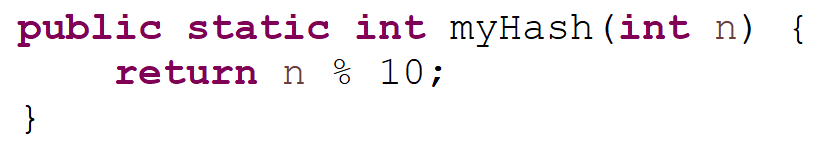 public static int myHash(int n) {
    return n % 10;
}